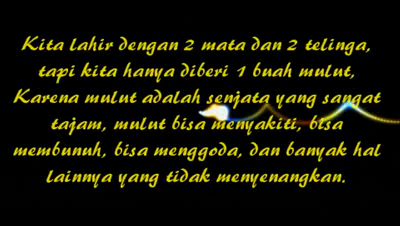 Kita lahir dengan 2 mata dan 2 telinga,
tapi kita hanya diberi 1 buah mulut,
Karena mulut adalah senjata yang sangat
tajam, mulut bisa menyakiti, bisa
membunuh, bisa menggoda, dan banyak hal
lainnya yang tidak menyenangkan.